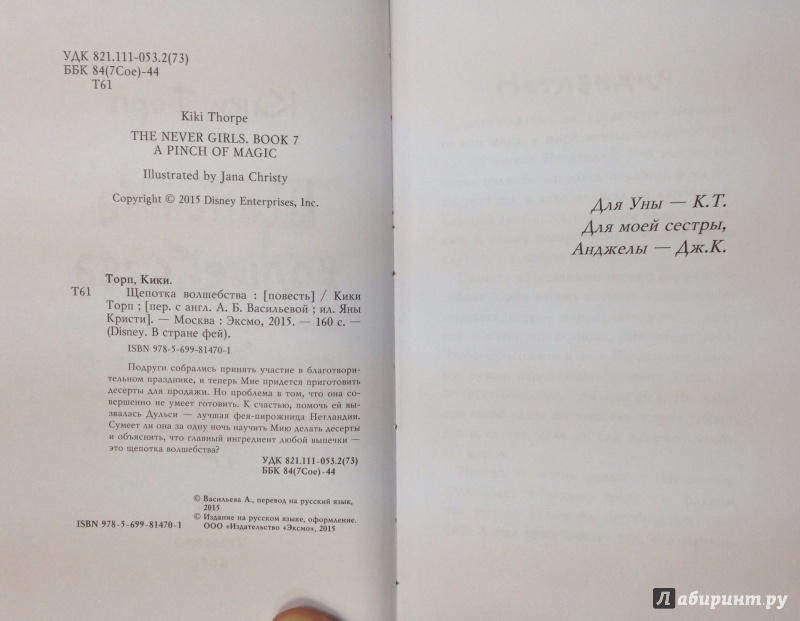 УДК 821.111-053.2(73)
ББК 84(7Сое)-44
Т61
Kiki Thorpe
THE NEVER GIRLS. BOOK 7
A PINCH OF MAGIC
Illustrated by Jana Christy
Copyright © 2015 Disney Enterprises, Inc.
Торп, Кики.
Т61 Щепотка волшебства : [повесть] / Кики
Торп ; [пер. с англ. А. Б. Васильевой ; ил. Яны
Кристи]. — Москва : Эксмо, 2015. — 160 с. —
(Disney. В стране фей).
ISBN 978-5-699-81470-1
Подруги собрались принять участие в благотвори-
тельном празднике, и теперь Мие придется приготовить
десерты для продажи. Но проблема в том, что она со-
вершенно не умеет готовить. К счастью, помочь ей вы-
звалась Дульси — лучшая фея-пирожница Нетландии.
Сумеет ли она за одну ночь научить Мию делать десерты
и объяснить, что главный ингредиент любой выпечки —
это щепотка волшебства?
УДК 821.111-053.2(73)
ББК 84(7Сое)-44
© Васильева А., перевод на русский язык,
2015
© Издание на русском языке, оформление.
ООО «Издательство «Эксмо», 2015
ISBN 978-5-699-81470-1
Для Уны — К.Т.
Для моей сестры,
Анджелы — Дж.К.
Лабиринт.ру